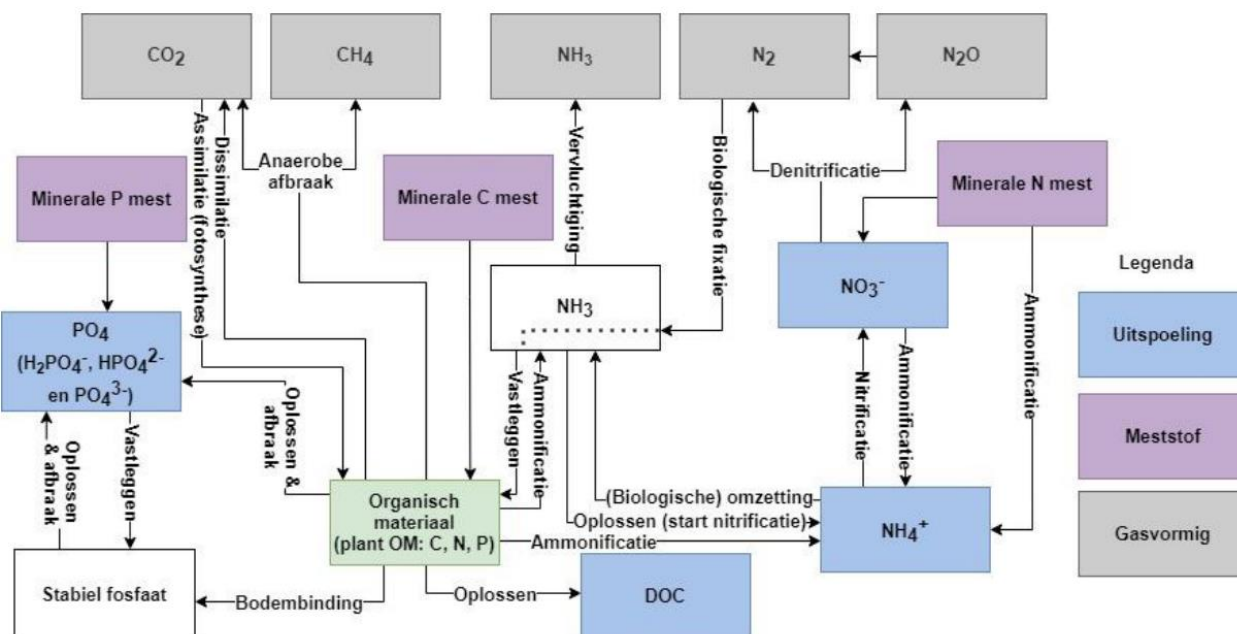 CO2
CH4
NH3
N2
N2O
Assimilatie (fotosynthese)
Dissimilatie
Anaerobe
afbraak
Vervluchtiging
Biologische fixatie
Denitrificatie
Minerale P mest
Minerale C mest
Minerale N mest
Legenda
PO4
(H2PO4-, HPO42-
en PO43-)
NH3
NO3-
Ammonificatie
Uitspoeling
Oplossen
& afbraak
Vastleggen
Oplossen &
afbraak
Vastleggen
Ammonificatie
Nitrificatie
Ammonificatie
Meststof
Organisch
materiaal
(plant OM: C, N, P)
(Biologische) omzetting
Oplossen (start nitrificatie)
Ammonificatie
NH4+
Gasvormig
Stabiel fosfaat
Bodembinding
Oplossen
DOC